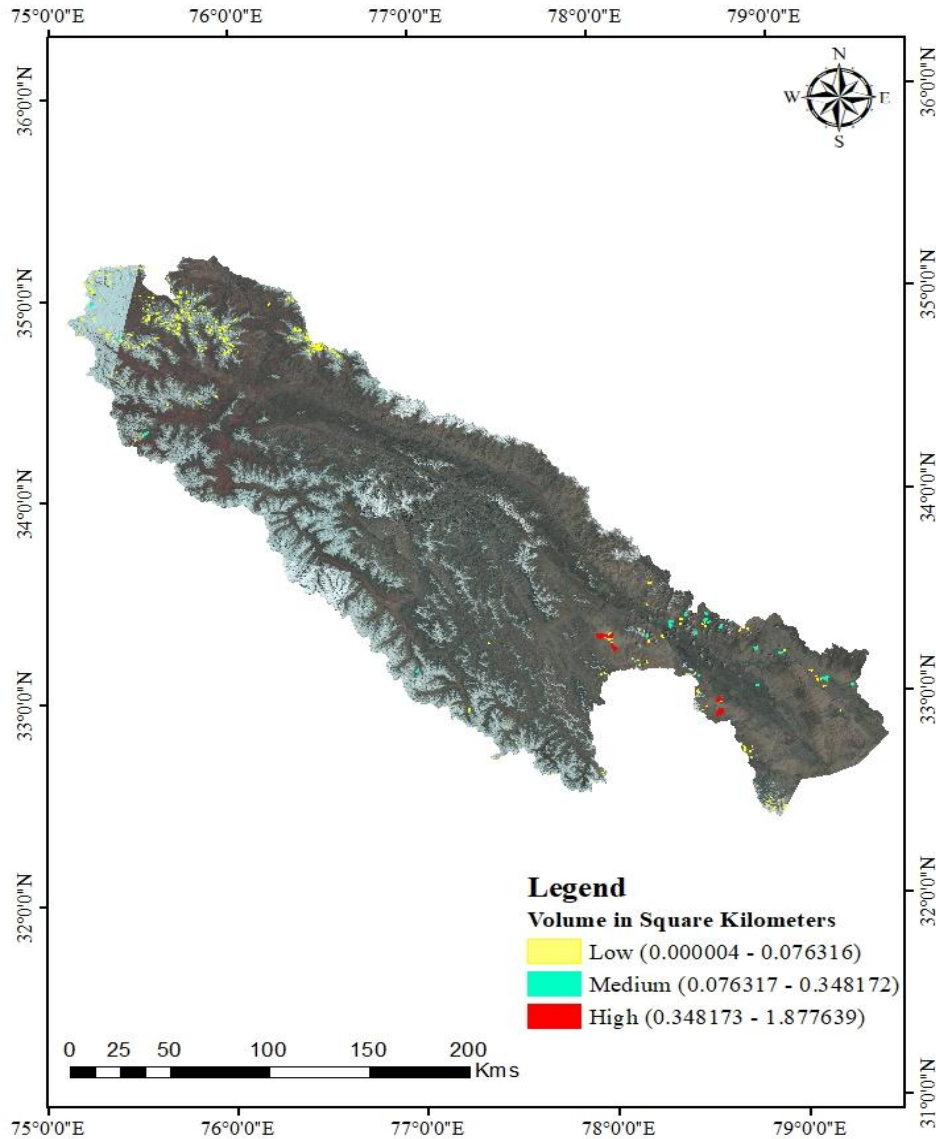 75°0'0"E 76°0'0"E 77°0'0"E 78°0'0"E 79°0'0"E
N
W E
S
36°0'0"N 36°0'0"N
35°0'0"N 35°0'0"N
34°0'0"N 34°0'0"N
33°0'0"N 33°0'0"N
32°0'0"N 32°0'0"N
31°0'0"N
Legend
Volume in Square Kilometers
Low (0.000004 - 0.076316)
Medium (0.076317 - 0.348172)
High (0.348173 - 1.877639)
0 25 50 100 150 200
Kms
75°0'0"E 76°0'0"E 77°0'0"E 78°0'0"E 79°0'0"E